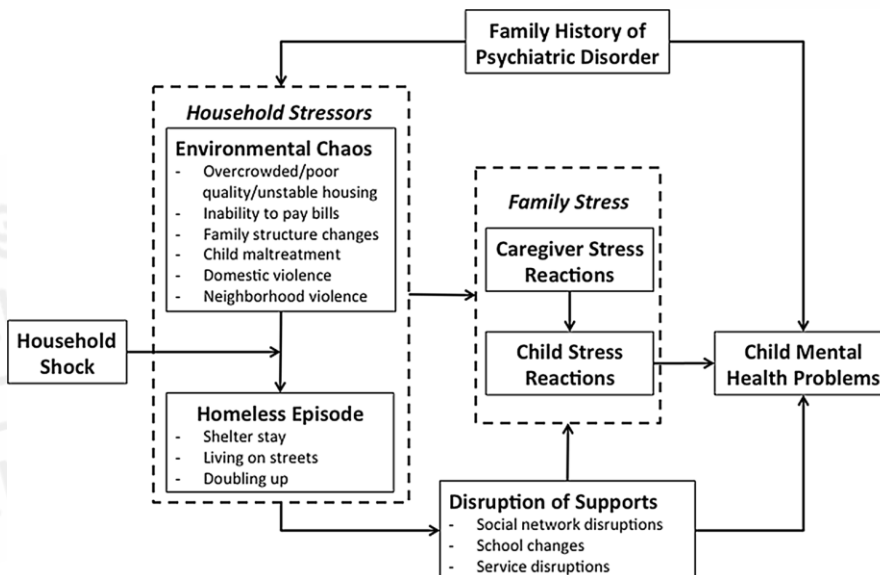 Family History of
Psychiatric Disorder
Household Stressors
Environmental Chaos
- Overcrowded/poor
quality/unstable housing
- Inability to pay bills
- Family structure changes
- Child maltreatment
- Domestic violence
- Neighborhood violence
Household
Shock
Homeless Episode
- Shelter stay
- Living on streets
- Doubling up
Family Stress
Caregiver Stress
Reactions
Child Stress
Reactions
Child Mental
Health Problems
Disruption of Supports
- Social network disruptions
- School changes
- Service disruptions